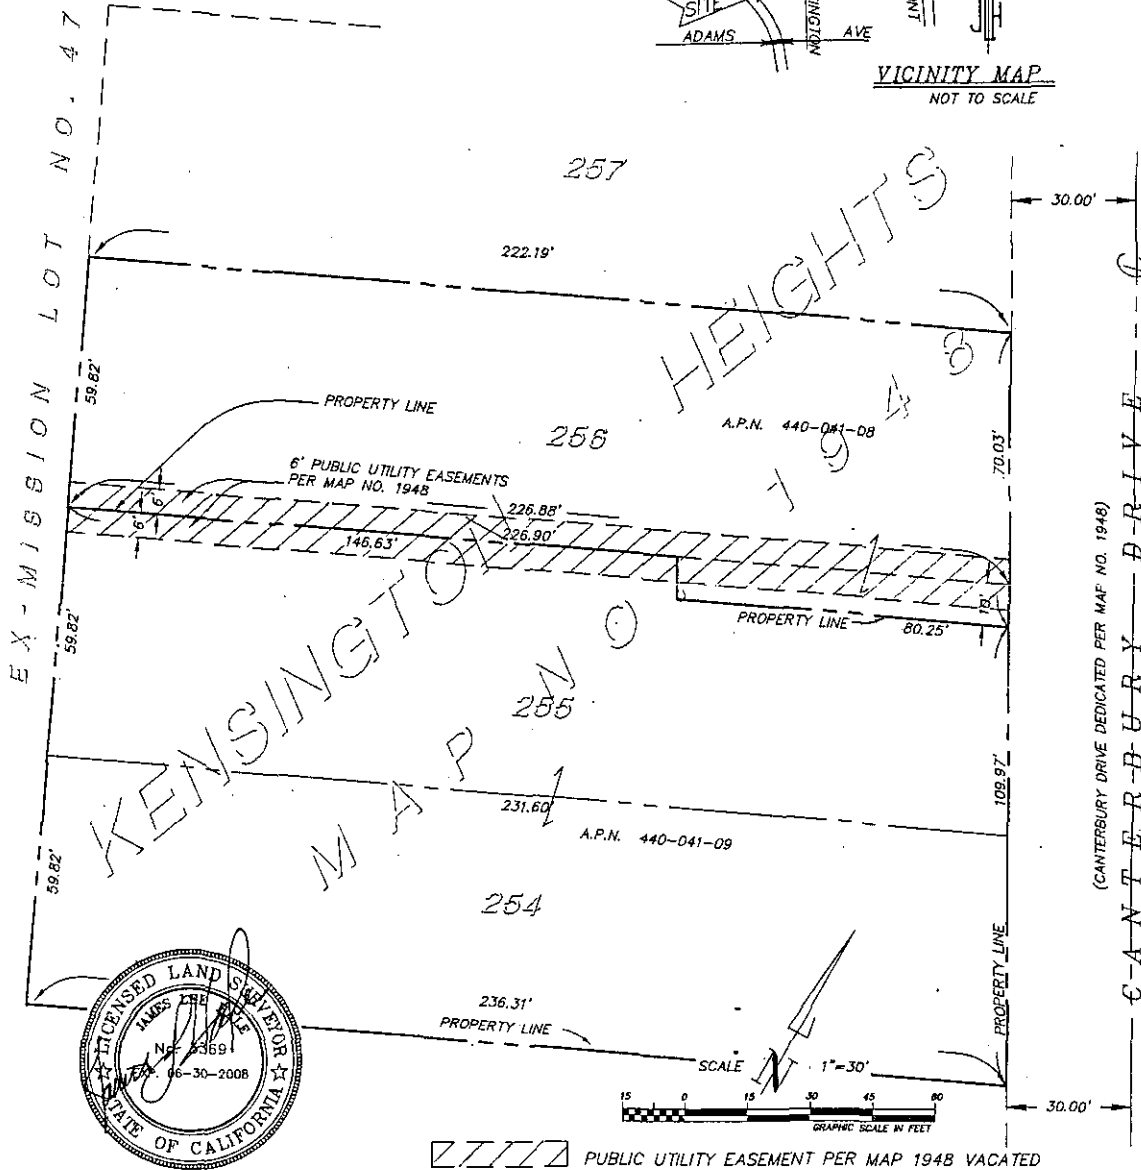 SITE
ADAMS AVE
VICINITY MAP
NOT TO SCALE
EX-MISSION LOT NO. 47
257
30.00'
222.19'
KENSINGTON HEIGHTS
MAP NO 1948
59.82'
PROPERTY LINE
256
A.P.N. 440-041-08
70.03'
6' PUBLIC UTILITY EASEMENTS
PER MAP NO. 1948
6'
6'
226.88'
226.90'
146.63'
10'
PROPERTY LINE
80.25'
59.82'
255
CANTERBURY DRIVE
(CANTERBURY DRIVE DEDICATED PER MAP NO. 1948)
109.97'
231.60'
A.P.N. 440-041-09
59.82'
254
PROPERTY LINE
236.31'
PROPERTY LINE
LICENSED LAND SURVEYOR
JAMES LEE
06-30-2008
STATE OF CALIFORNIA
N
SCALE 1"=30'
15 0 15 30 45 60
GRAPHIC SCALE IN FEET
30.00'
PUBLIC UTILITY EASEMENT PER MAP 1948 VACATED